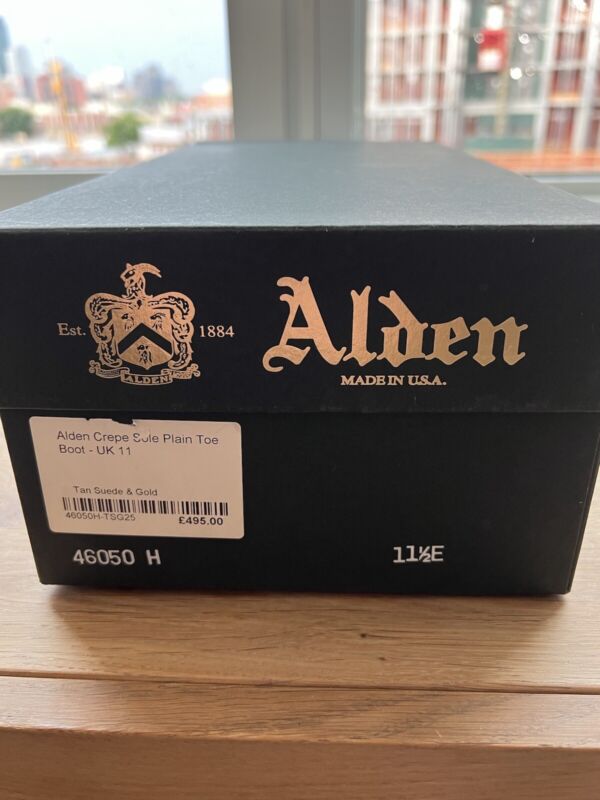 Est.
1884
ALDEN
Alden
MADE IN U.S.A.
Alden Crepe Sole Plain Toe
Boot - UK 11
Tan Suede & Gold
46050H-TSG25
£495.00
46050 H
11½E